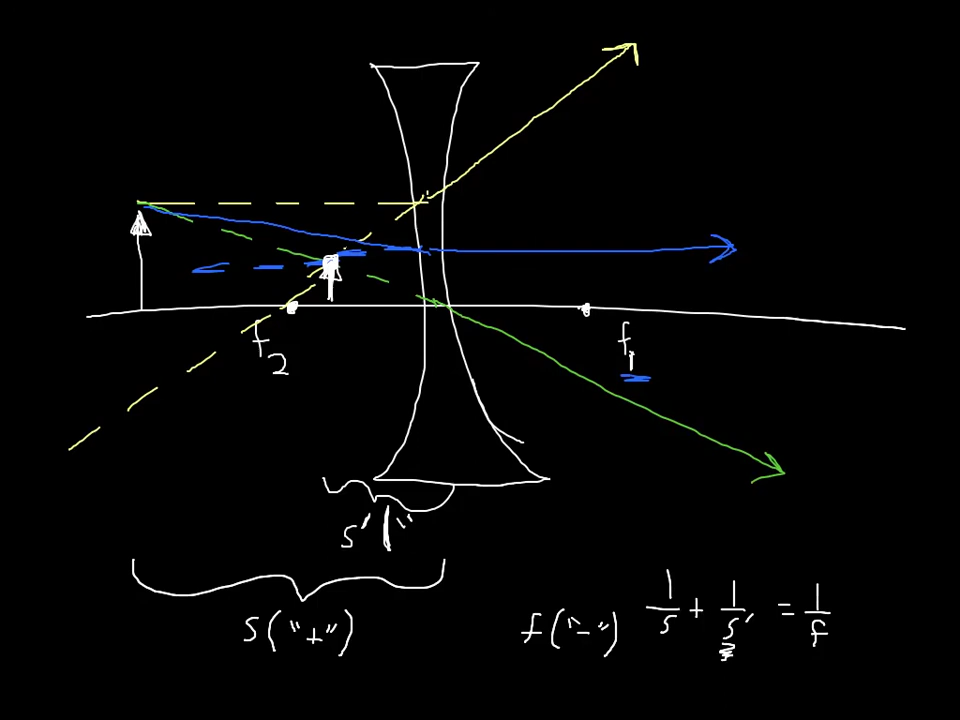 f₂
f₁
s'
s("+")
f("-") 1/s + 1/s' = 1/f